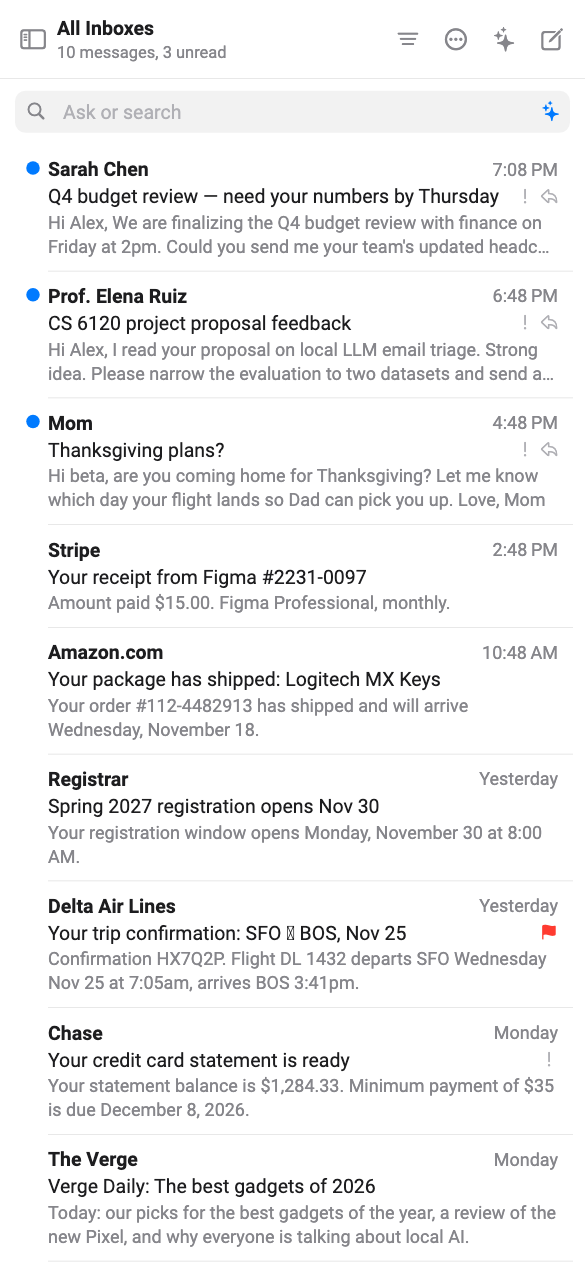 All Inboxes
10 messages, 3 unread
Ask or search
Sarah Chen 7:08 PM
Q4 budget review — need your numbers by Thursday !
Hi Alex, We are finalizing the Q4 budget review with finance on
Friday at 2pm. Could you send me your team's updated headc...
Prof. Elena Ruiz 6:48 PM
CS 6120 project proposal feedback !
Hi Alex, I read your proposal on local LLM email triage. Strong
idea. Please narrow the evaluation to two datasets and send a...
Mom 4:48 PM
Thanksgiving plans? !
Hi beta, are you coming home for Thanksgiving? Let me know
which day your flight lands so Dad can pick you up. Love, Mom
Stripe 2:48 PM
Your receipt from Figma #2231-0097
Amount paid $15.00. Figma Professional, monthly.
Amazon.com 10:48 AM
Your package has shipped: Logitech MX Keys
Your order #112-4482913 has shipped and will arrive
Wednesday, November 18.
Registrar Yesterday
Spring 2027 registration opens Nov 30
Your registration window opens Monday, November 30 at 8:00
AM.
Delta Air Lines Yesterday
Your trip confirmation: SFO BOS, Nov 25
Confirmation HX7Q2P. Flight DL 1432 departs SFO Wednesday
Nov 25 at 7:05am, arrives BOS 3:41pm.
Chase Monday
Your credit card statement is ready !
Your statement balance is $1,284.33. Minimum payment of $35
is due December 8, 2026.
The Verge Monday
Verge Daily: The best gadgets of 2026
Today: our picks for the best gadgets of the year, a review of the
new Pixel, and why everyone is talking about local AI.